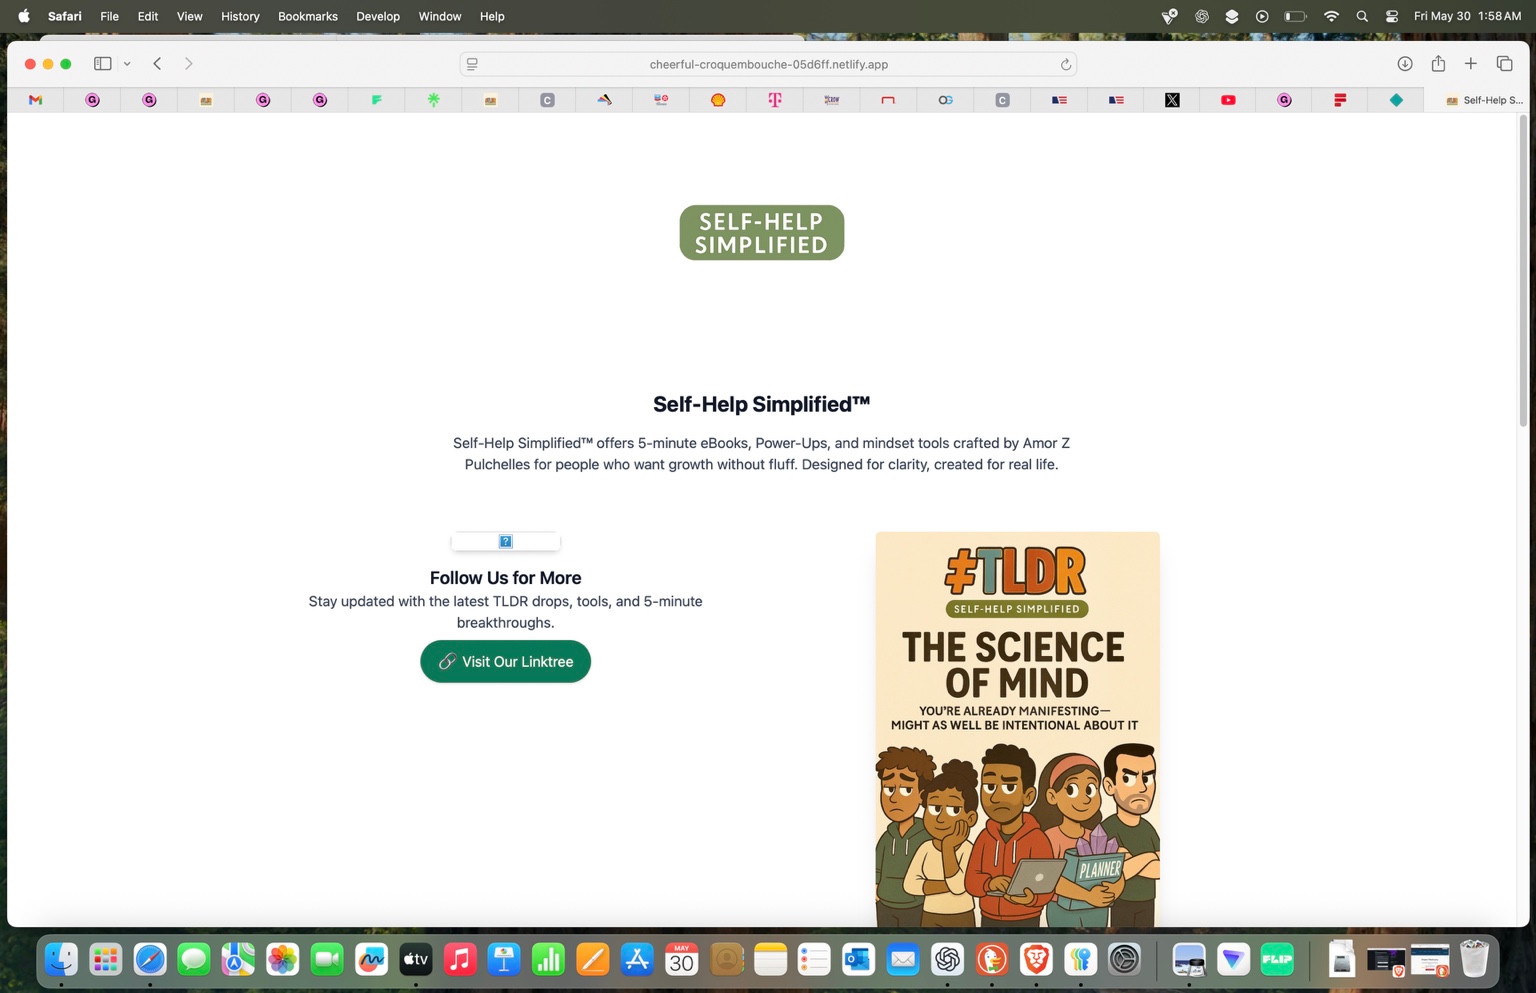 Safari File Edit View History Bookmarks Develop Window Help
Fri May 30 1:58 AM
cheerful-croquembouche-05d6ff.netlify.app
Self-Help S...
SELF-HELP
SIMPLIFIED
Self-Help Simplified™
Self-Help Simplified™ offers 5-minute eBooks, Power-Ups, and mindset tools crafted by Amor Z
Pulchelles for people who want growth without fluff. Designed for clarity, created for real life.
?
Follow Us for More
Stay updated with the latest TLDR drops, tools, and 5-minute
breakthroughs.
Visit Our Linktree
#TLDR
SELF-HELP SIMPLIFIED
THE SCIENCE
OF MIND
YOU'RE ALREADY MANIFESTING—
MIGHT AS WELL BE INTENTIONAL ABOUT IT
PLANNER
tv
MAY
30
FLIP